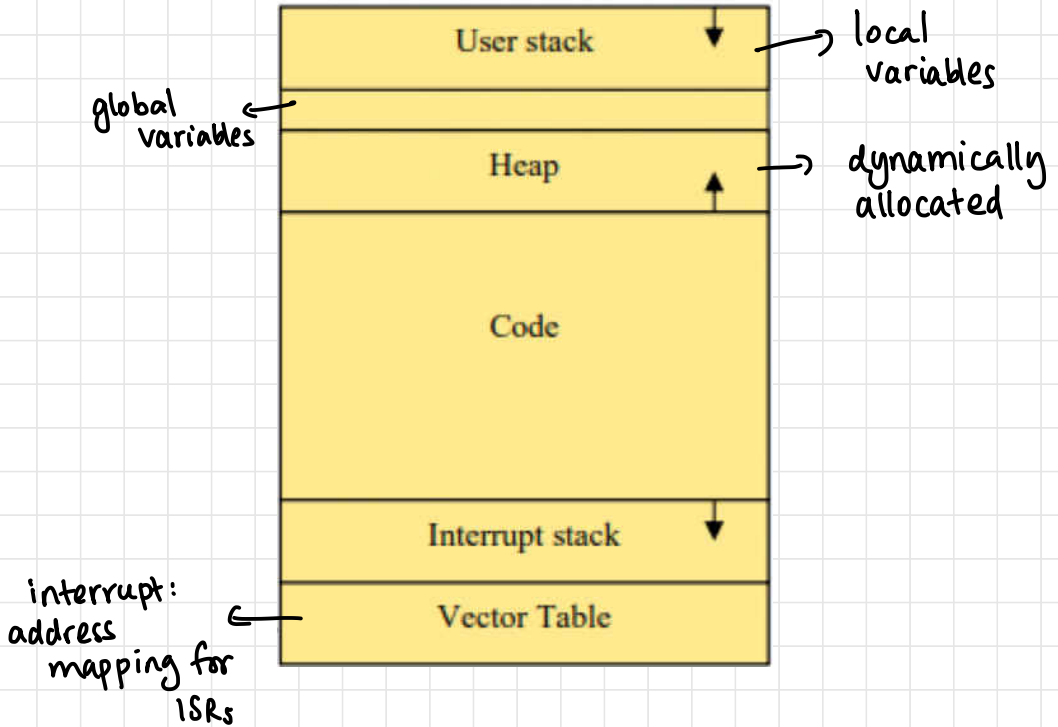 User stack
local
variables
global
variables
Heap
dynamically
allocated
Code
Interrupt stack
interrupt:
address
mapping for
ISRs
Vector Table